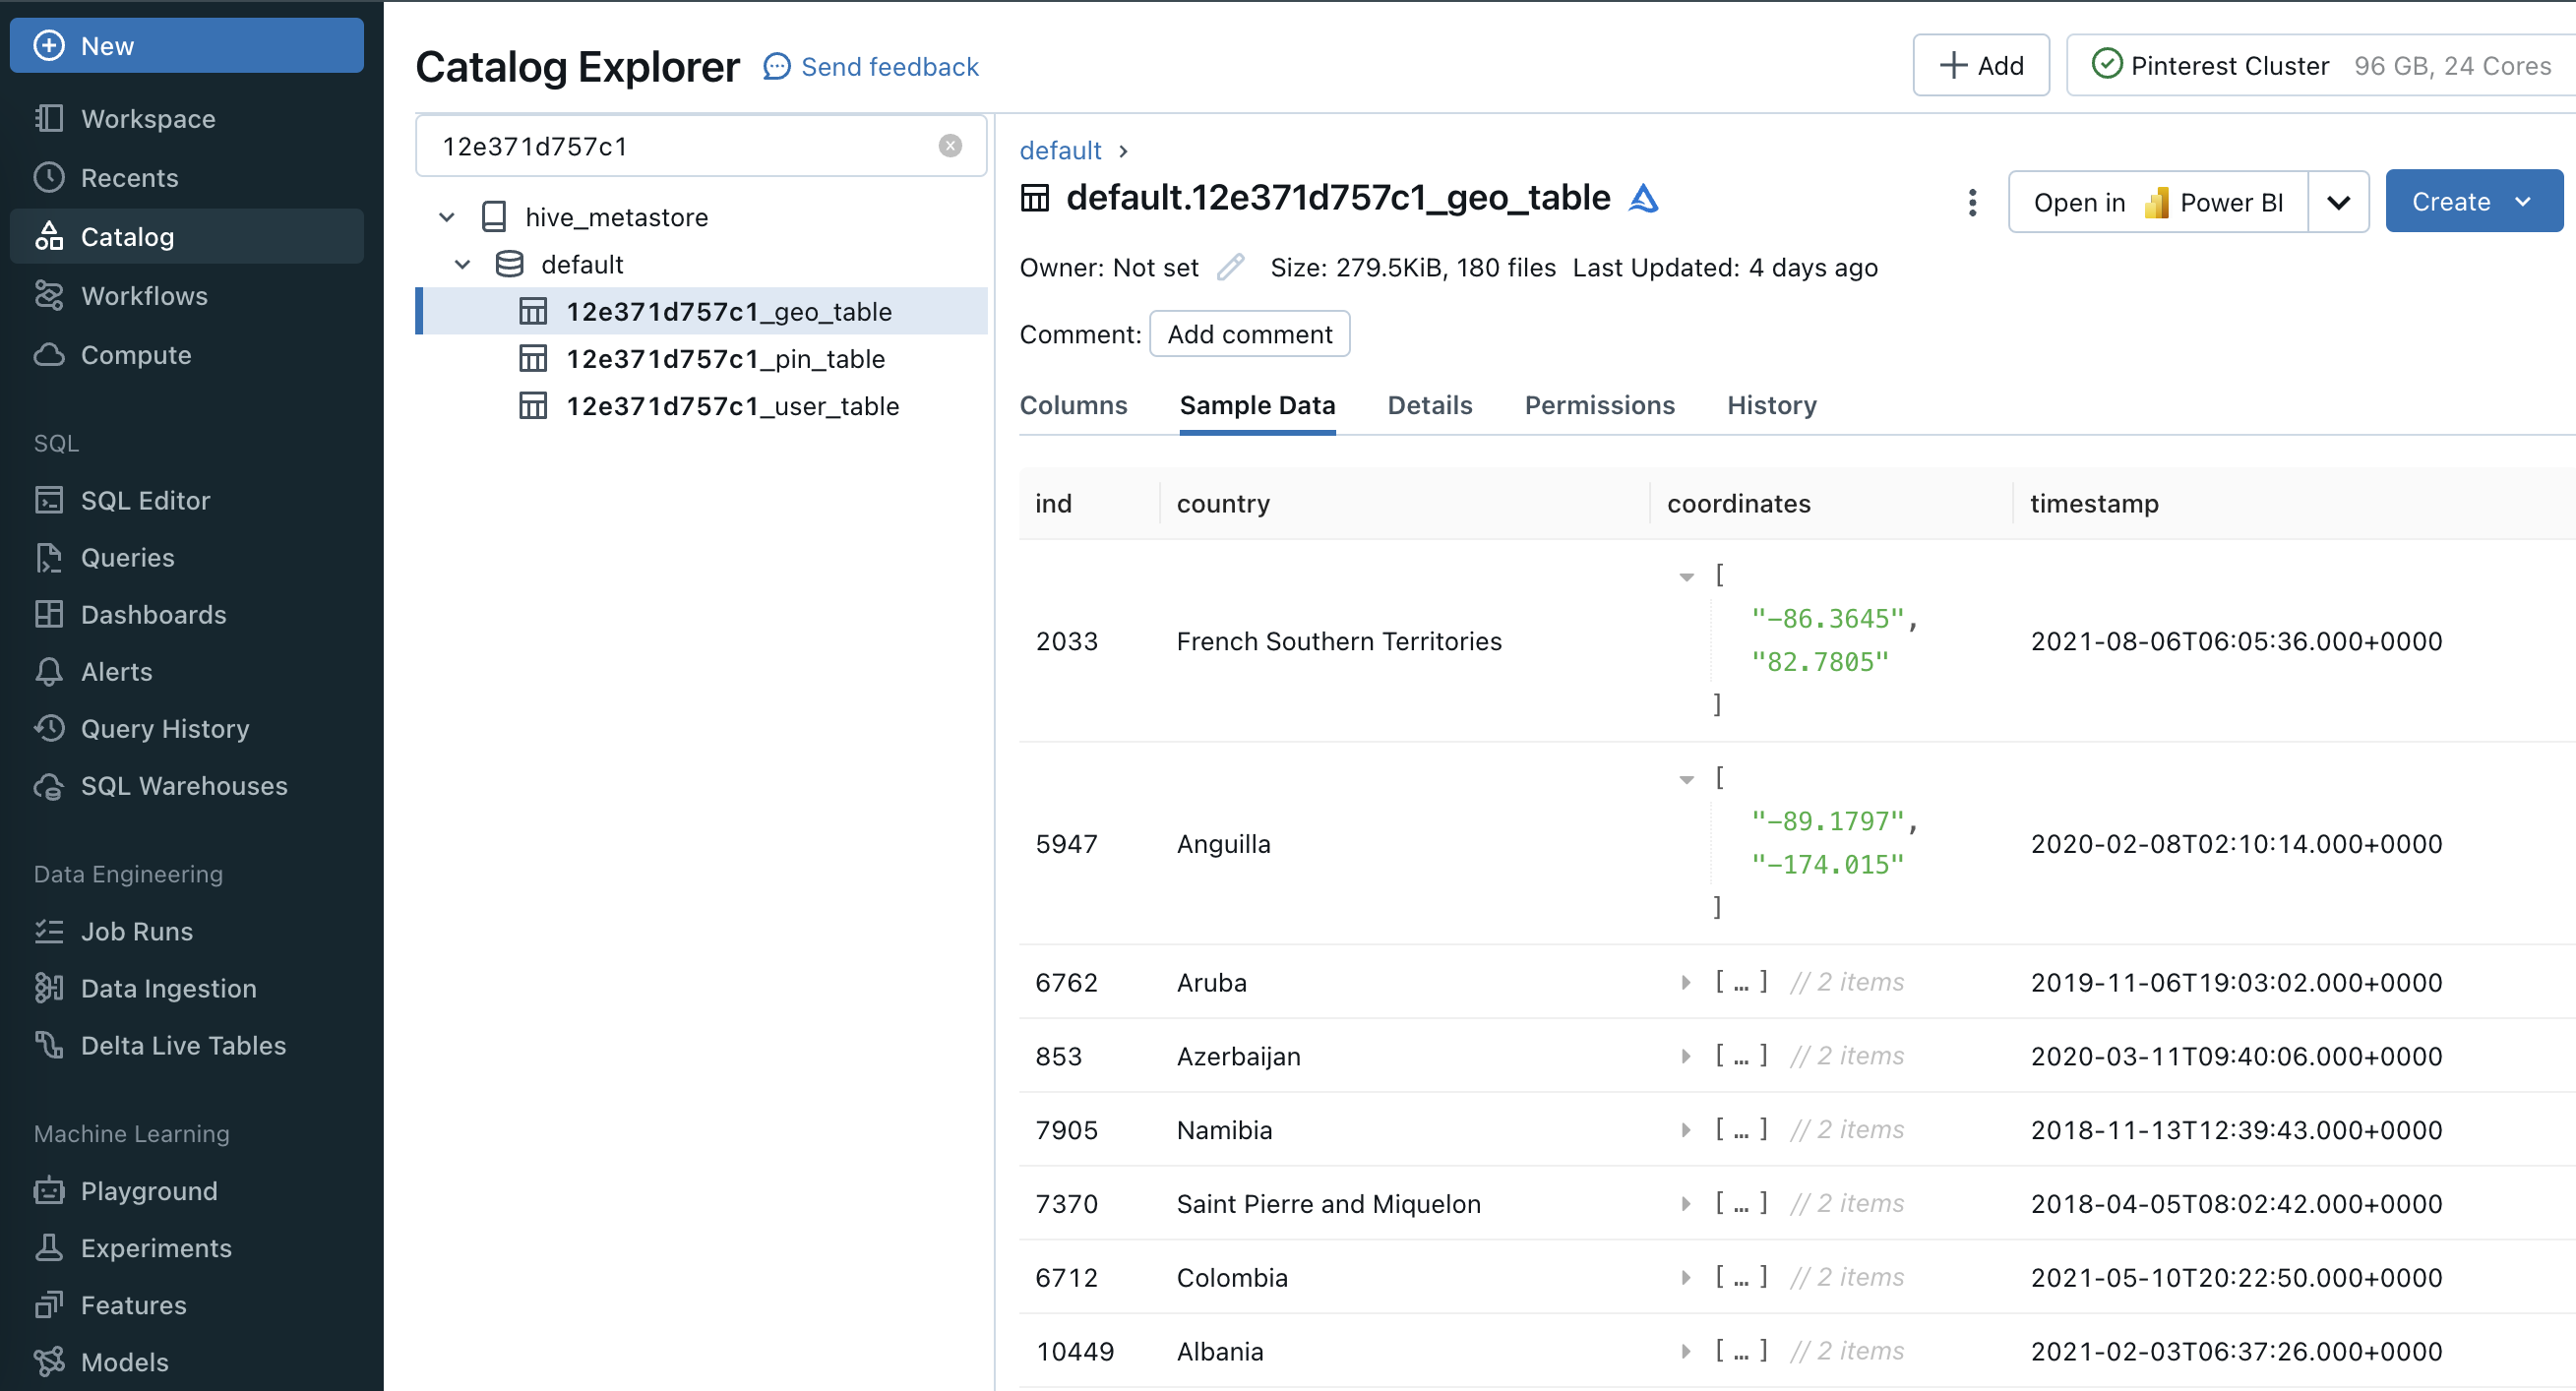 New
Workspace
Recents
Catalog
Workflows
Compute
SQL
SQL Editor
Queries
Dashboards
Alerts
Query History
SQL Warehouses
Data Engineering
Job Runs
Data Ingestion
Delta Live Tables
Machine Learning
Playground
Experiments
Features
Models
Catalog Explorer Send feedback
Add
Pinterest Cluster 96 GB, 24 Cores
12e371d757c1
hive_metastore
default
12e371d757c1_geo_table
12e371d757c1_pin_table
12e371d757c1_user_table
default >
default.12e371d757c1_geo_table
Open in Power BI
Create
Owner: Not set Size: 279.5KiB, 180 files Last Updated: 4 days ago
Comment: Add comment
Columns Sample Data Details Permissions History
ind country coordinates timestamp
[
"-86.3645",
2033 French Southern Territories 2021-08-06T06:05:36.000+0000
"82.7805"
]
[
"-89.1797",
5947 Anguilla 2020-02-08T02:10:14.000+0000
"-174.015"
]
6762 Aruba [ … ] // 2 items 2019-11-06T19:03:02.000+0000
853 Azerbaijan [ … ] // 2 items 2020-03-11T09:40:06.000+0000
7905 Namibia [ … ] // 2 items 2018-11-13T12:39:43.000+0000
7370 Saint Pierre and Miquelon [ … ] // 2 items 2018-04-05T08:02:42.000+0000
6712 Colombia [ … ] // 2 items 2021-05-10T20:22:50.000+0000
10449 Albania [ … ] // 2 items 2021-02-03T06:37:26.000+0000